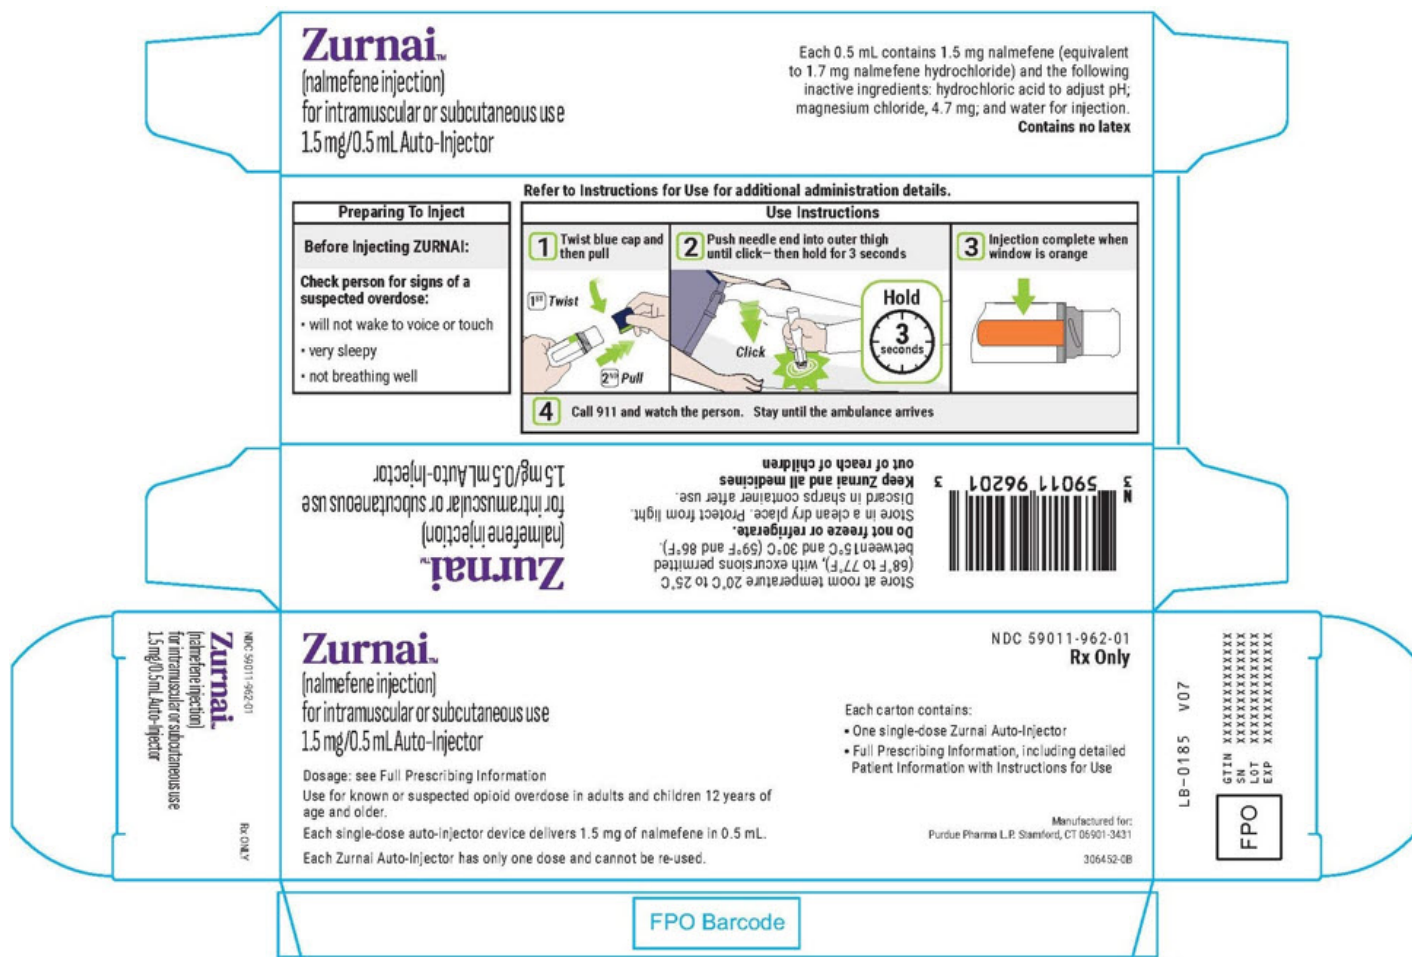 Zurnai™
(nalmefene injection)
for intramuscular or subcutaneous use
1.5 mg/0.5 mL Auto-Injector
Each 0.5 mL contains 1.5 mg nalmefene (equivalent
to 1.7 mg nalmefene hydrochloride) and the following
inactive ingredients: hydrochloric acid to adjust pH;
magnesium chloride, 4.7 mg; and water for injection.
Contains no latex
Refer to Instructions for Use for additional administration details.
Preparing To Inject
Before Injecting ZURNAI:
Check person for signs of a
suspected overdose:
• will not wake to voice or touch
• very sleepy
• not breathing well
Use Instructions
1 Twist blue cap and
then pull
1ST Twist
2ND Pull
2 Push needle end into outer thigh
until click— then hold for 3 seconds
Click
Hold
3
seconds
3 Injection complete when
window is orange
4 Call 911 and watch the person. Stay until the ambulance arrives
Zurnai™
(nalmefene injection)
for intramuscular or subcutaneous use
1.5 mg/0.5 mL Auto-Injector
Store at room temperature 20°C to 25°C
(68°F to 77°F), with excursions permitted
between15°C and 30°C (59°F and 86°F).
Do not freeze or refrigerate.
Store in a clean dry place. Protect from light.
Discard in sharps container after use.
Keep Zurnai and all medicines
out of reach of children
N
3 59011 96201 3
NDC 59011-962-01
Zurnai™
(nalmefene injection)
for intramuscular or subcutaneous use
1.5 mg/0.5 mL Auto-Injector
Rx ONLY
Zurnai™
(nalmefene injection)
for intramuscular or subcutaneous use
1.5 mg/0.5 mL Auto-Injector
Dosage: see Full Prescribing Information
Use for known or suspected opioid overdose in adults and children 12 years of
age and older.
Each single-dose auto-injector device delivers 1.5 mg of nalmefene in 0.5 mL.
Each Zurnai Auto-Injector has only one dose and cannot be re-used.
NDC 59011-962-01
Rx Only
Each carton contains:
• One single-dose Zurnai Auto-Injector
• Full Prescribing Information, including detailed
Patient Information with Instructions for Use
Manufactured for:
Purdue Pharma L.P. Stamford, CT 06901-3431
306452-0B
LB-0185 V07
GTIN XXXXXXXXXXXXXX
SN XXXXXXXXXXXXXX
LOT XXXXXXXXXXXXXX
EXP XXXXXXXXXXXXXX
FPO
FPO Barcode